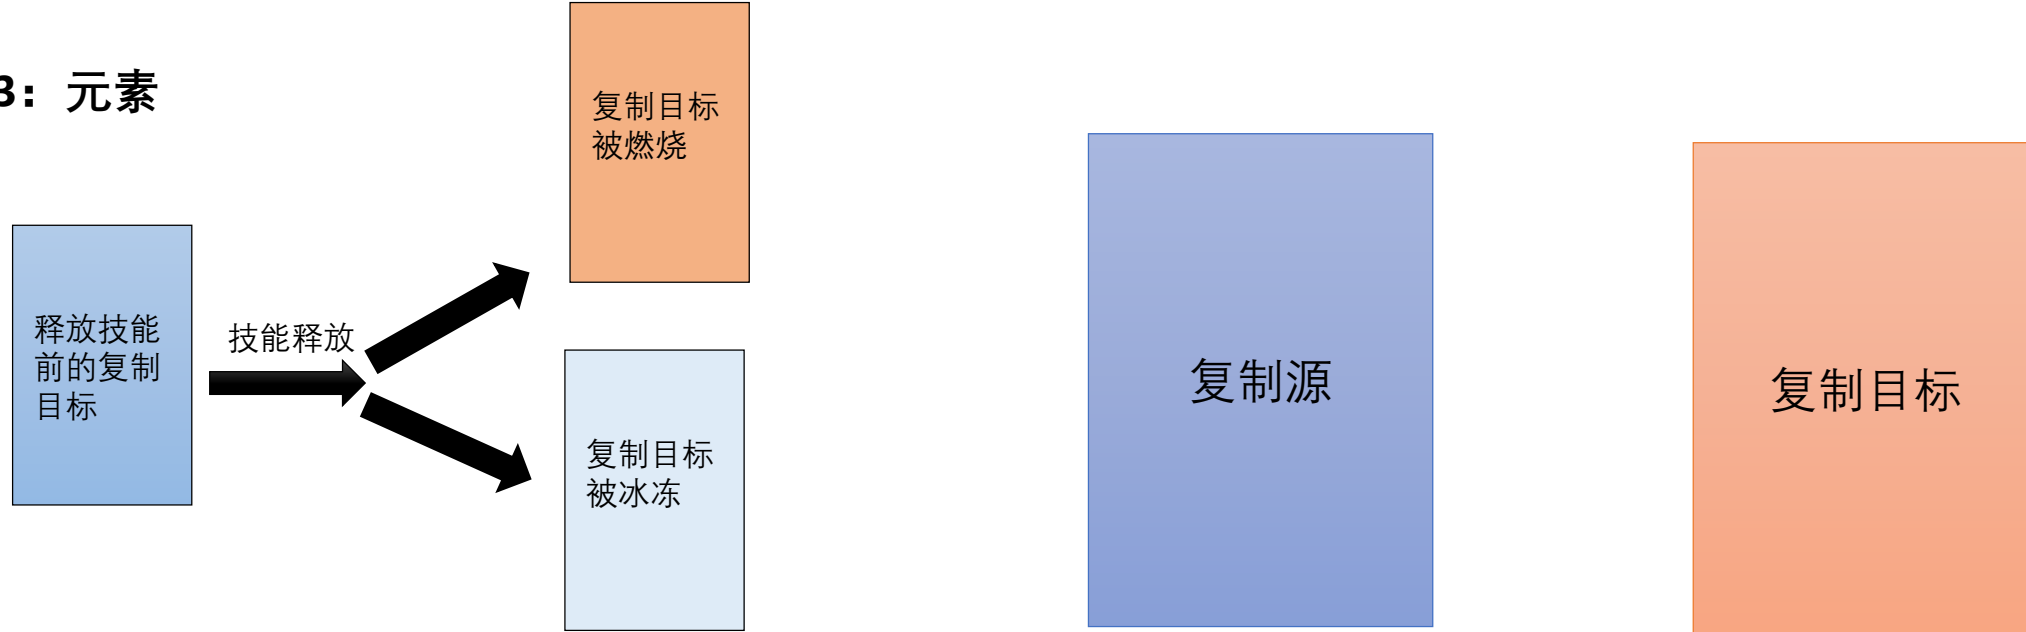 3：元素
复制目标
被燃烧
释放技能
前的复制
目标
技能释放
复制目标
被冰冻
复制源
复制目标